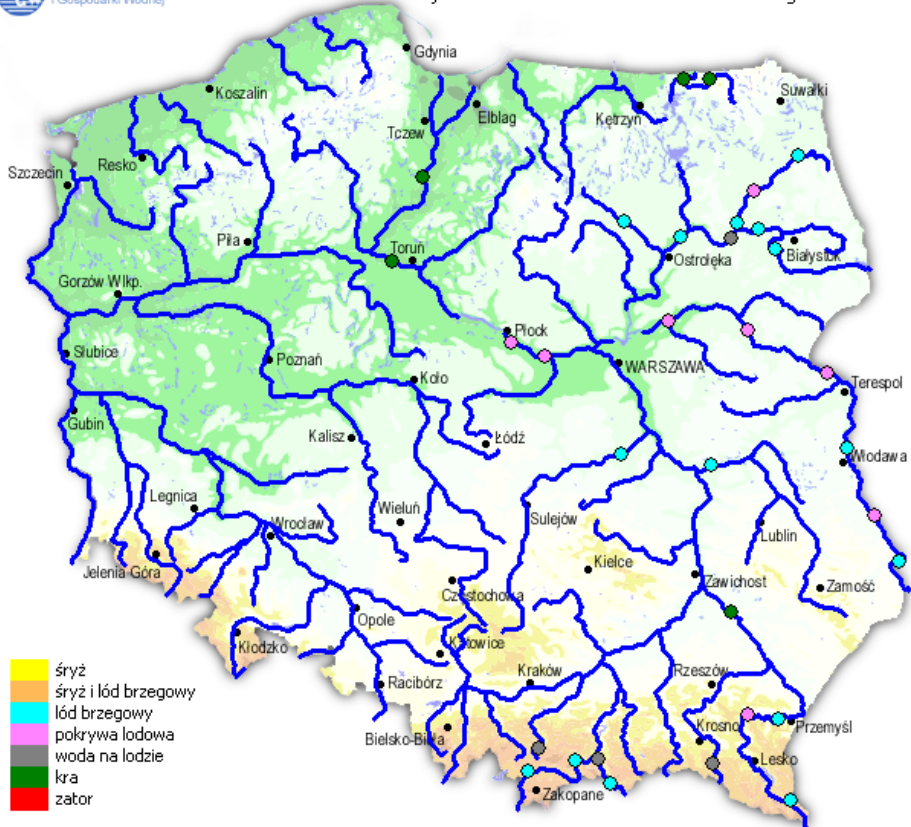 i Gospodarki Wodnej
Gdynia
Koszalin
Suwałki
Elbląg
Kętrzyn
Tczew
Resko
Szczecin
Piła
Toruń
Białystok
Ostrołęka
Gorzów Wlkp.
Płock
Słubice
Poznań
WARSZAWA
Koło
Terespol
Gubin
Kalisz
Łódź
Włodawa
Legnica
Wieluń
Sulejów
Wrocław
Lublin
Jelenia Góra
Kielce
Zawichost
Zamość
Częstochowa
Opole
Kłodzko
Katowice
Racibórz
Kraków
Rzeszów
Krosno
Przemyśl
Bielsko-Biała
Lesko
Zakopane
śryż
śryż i lód brzegowy
lód brzegowy
pokrywa lodowa
woda na lodzie
kra
zator